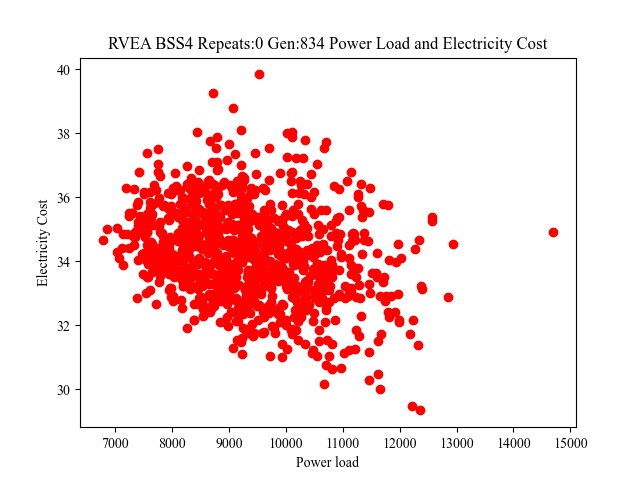 RVEA BSS4 Repeats:0 Gen:834 Power Load and Electricity Cost
40
38
36
34
32
30
Electricity Cost
7000 8000 9000 10000 11000 12000 13000 14000 15000
Power load